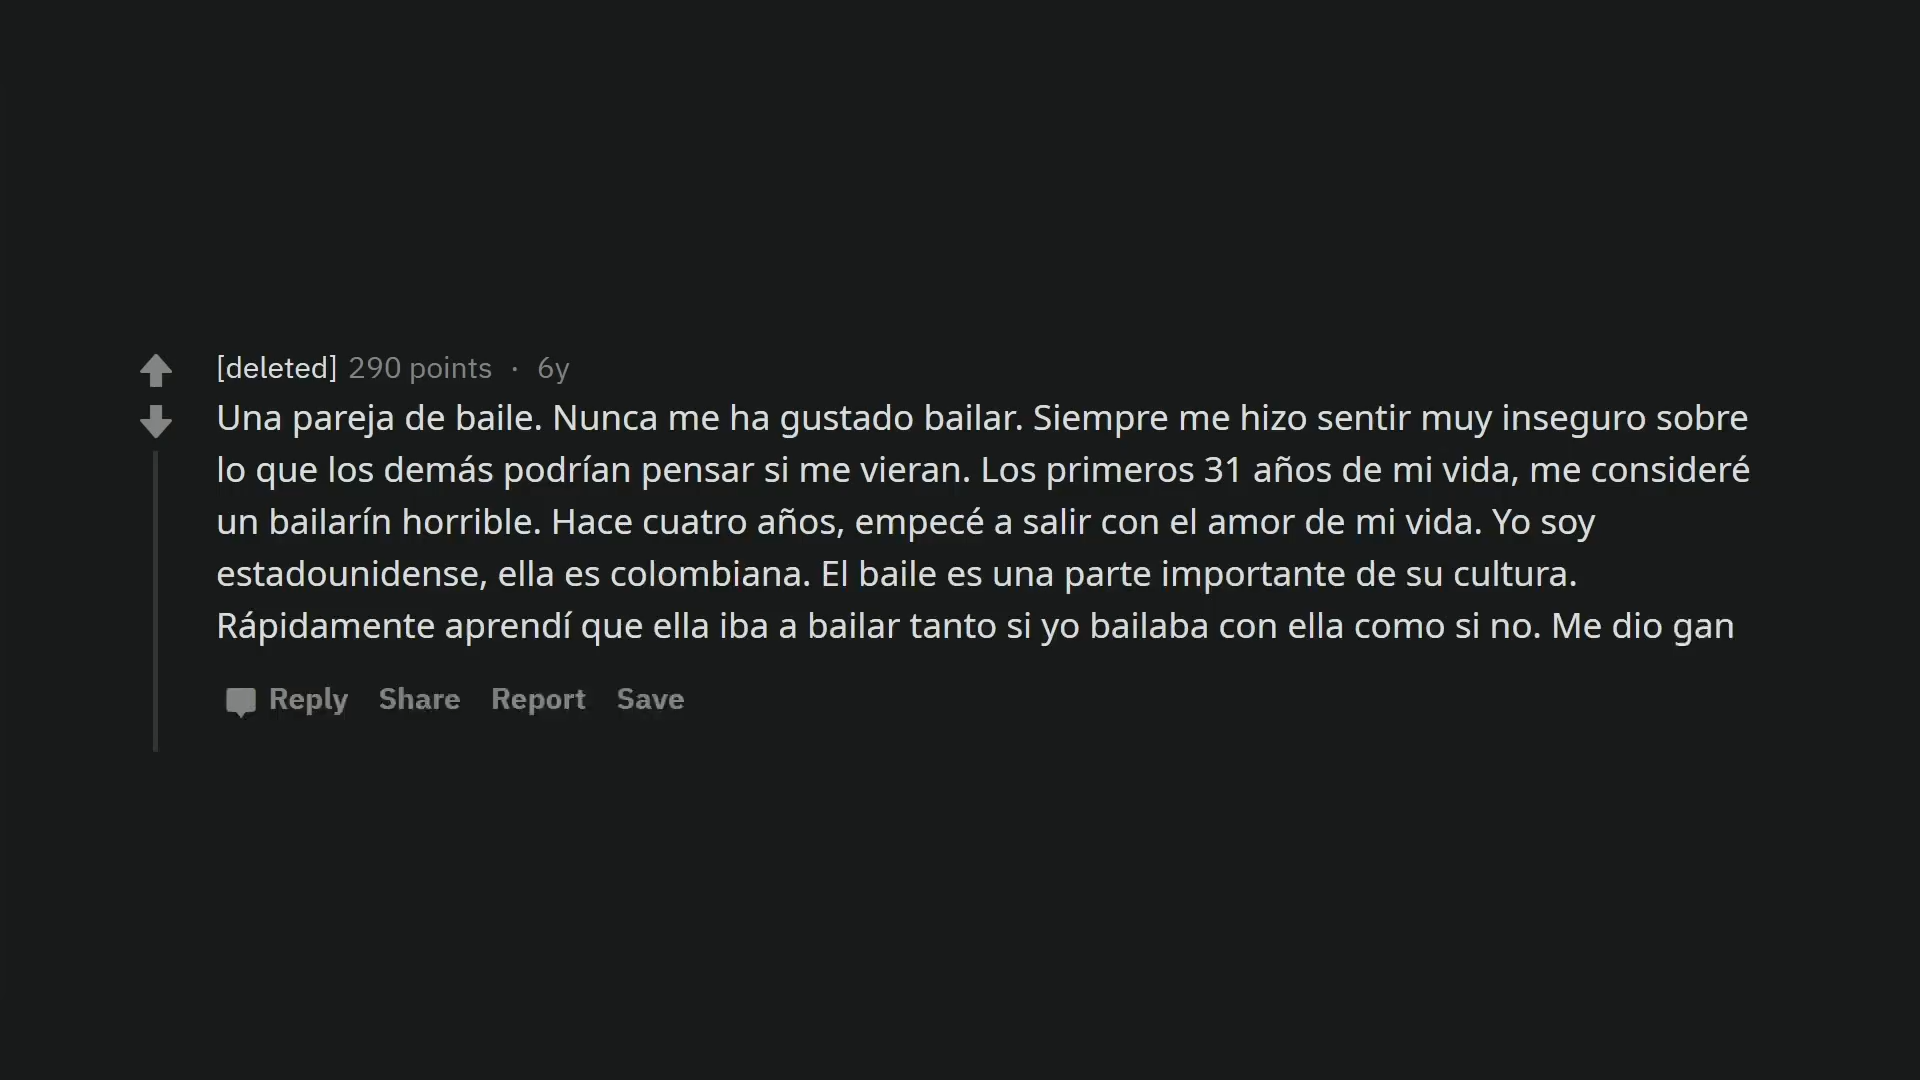 [deleted] 290 points · 6y
Una pareja de baile. Nunca me ha gustado bailar. Siempre me hizo sentir muy inseguro sobre
lo que los demás podrían pensar si me vieran. Los primeros 31 años de mi vida, me consideré
un bailarín horrible. Hace cuatro años, empecé a salir con el amor de mi vida. Yo soy
estadounidense, ella es colombiana. El baile es una parte importante de su cultura.
Rápidamente aprendí que ella iba a bailar tanto si yo bailaba con ella como si no. Me dio gan
Reply Share Report Save